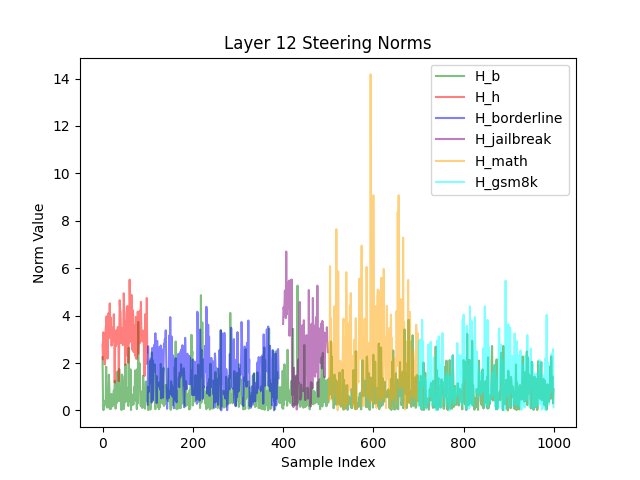 Layer 12 Steering Norms
H_b
H_h
H_borderline
H_jailbreak
H_math
H_gsm8k
Norm Value
14
12
10
8
6
4
2
0
0 200 400 600 800 1000
Sample Index